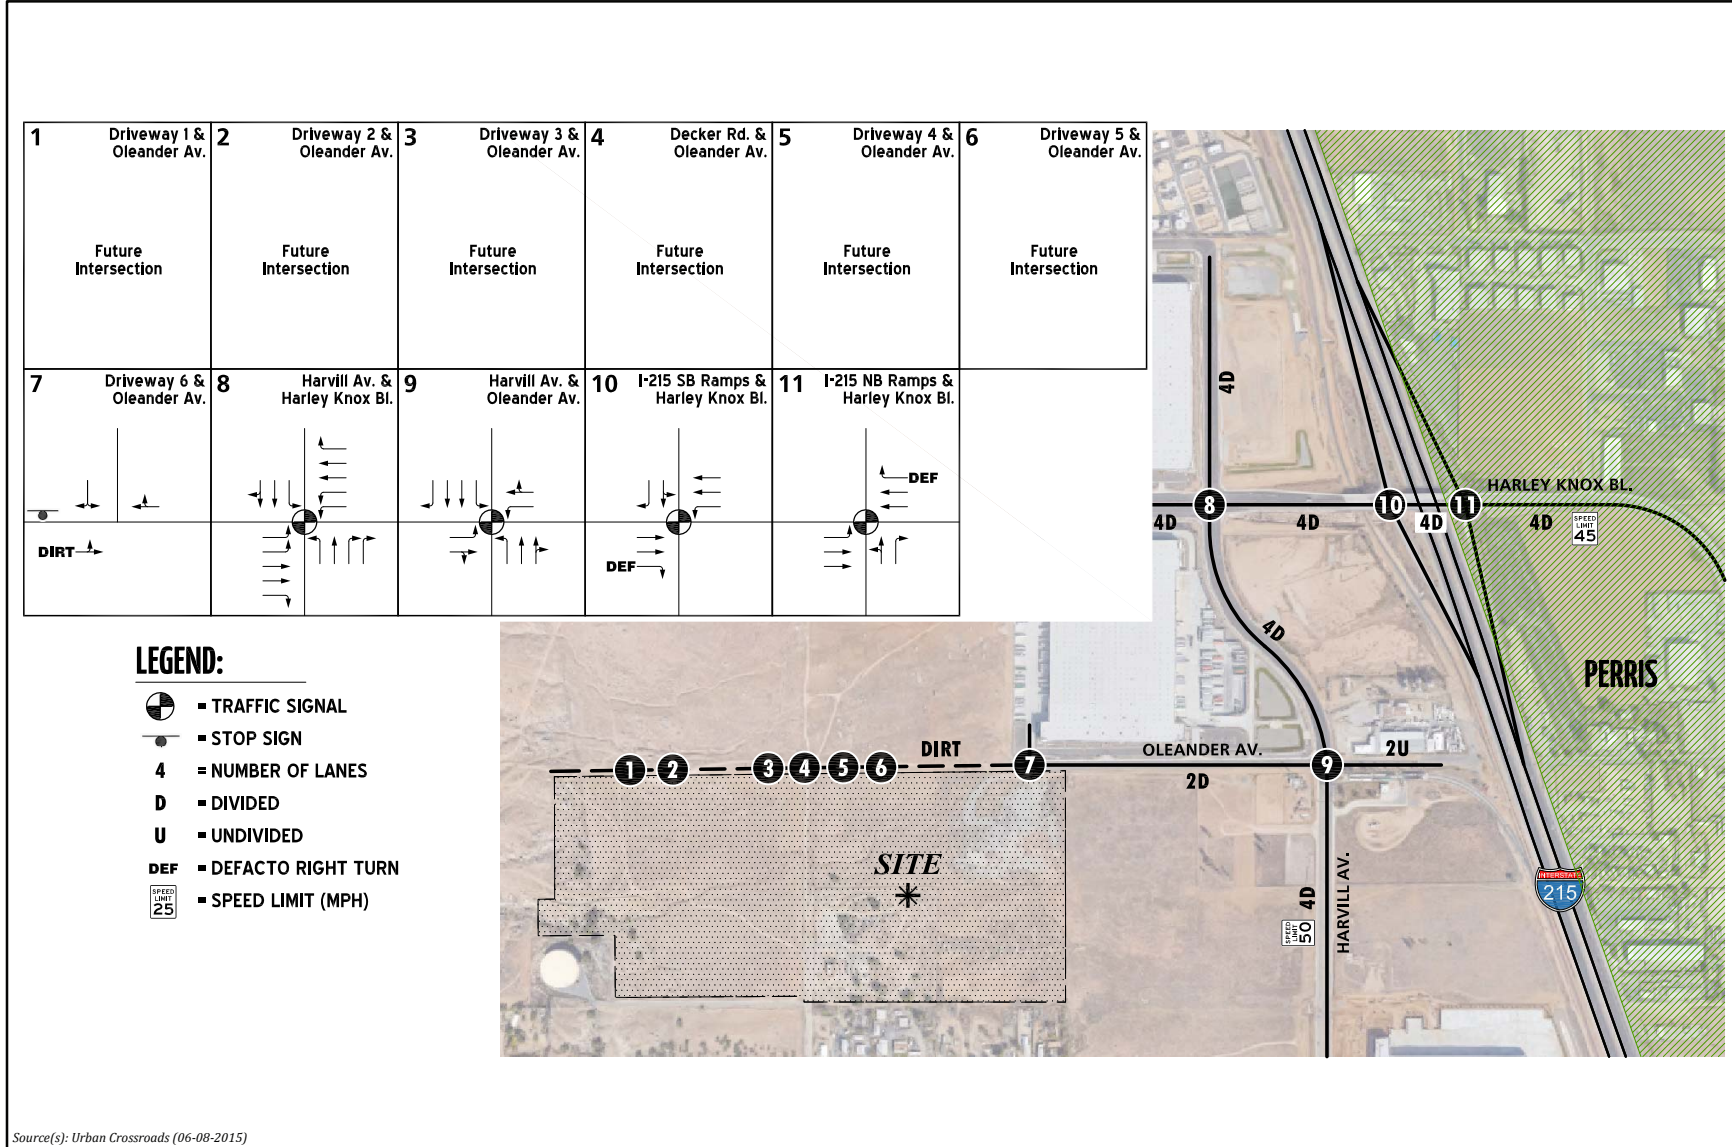 1
Driveway 1 &
Oleander Av.
Future
Intersection
2
Driveway 2 &
Oleander Av.
Future
Intersection
3
Driveway 3 &
Oleander Av.
Future
Intersection
4
Decker Rd. &
Oleander Av.
Future
Intersection
5
Driveway 4 &
Oleander Av.
Future
Intersection
6
Driveway 5 &
Oleander Av.
Future
Intersection
7
Driveway 6 &
Oleander Av.
DIRT
8
Harvill Av. &
Harley Knox Bl.
9
Harvill Av. &
Oleander Av.
10
I-215 SB Ramps &
Harley Knox Bl.
DEF
11
I-215 NB Ramps &
Harley Knox Bl.
DEF
4D
HARLEY KNOX BL.
8
10
11
4D
4D
4D
4D
SPEED
LIMIT
45
4D
PERRIS
LEGEND:
= TRAFFIC SIGNAL
= STOP SIGN
4 = NUMBER OF LANES
D = DIVIDED
U = UNDIVIDED
DEF = DEFACTO RIGHT TURN
SPEED
LIMIT
25
= SPEED LIMIT (MPH)
DIRT
OLEANDER AV.
2U
1
2
3
4
5
6
7
9
2D
SITE
4D
HARVILL AV.
SPEED
LIMIT
50
INTERSTATE
215
Source(s): Urban Crossroads (06-08-2015)